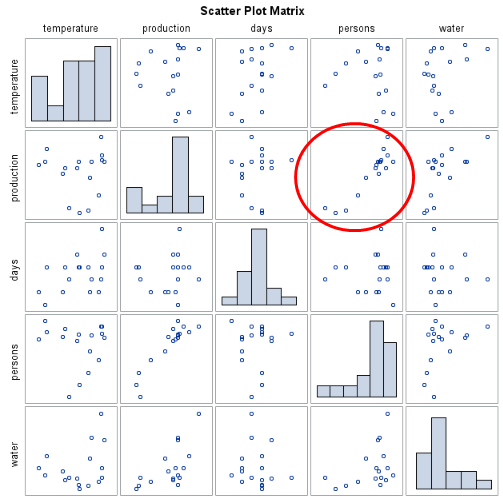 Scatter Plot Matrix
temperature production days persons water
temperature
production
days
persons
water